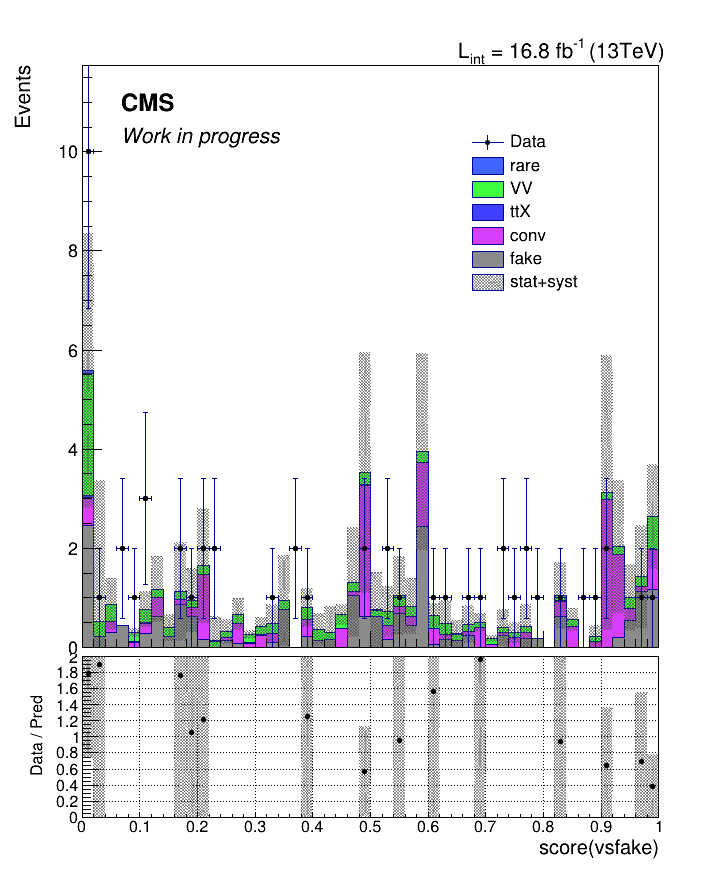 L_int = 16.8 fb^-1 (13TeV)
Events
CMS
Work in progress
Data
rare
VV
ttX
conv
fake
stat+syst
10
8
6
4
2
0
Data / Pred
2
1.8
1.6
1.4
1.2
1
0.8
0.6
0.4
0.2
0
0 0.1 0.2 0.3 0.4 0.5 0.6 0.7 0.8 0.9 1
score(vsfake)